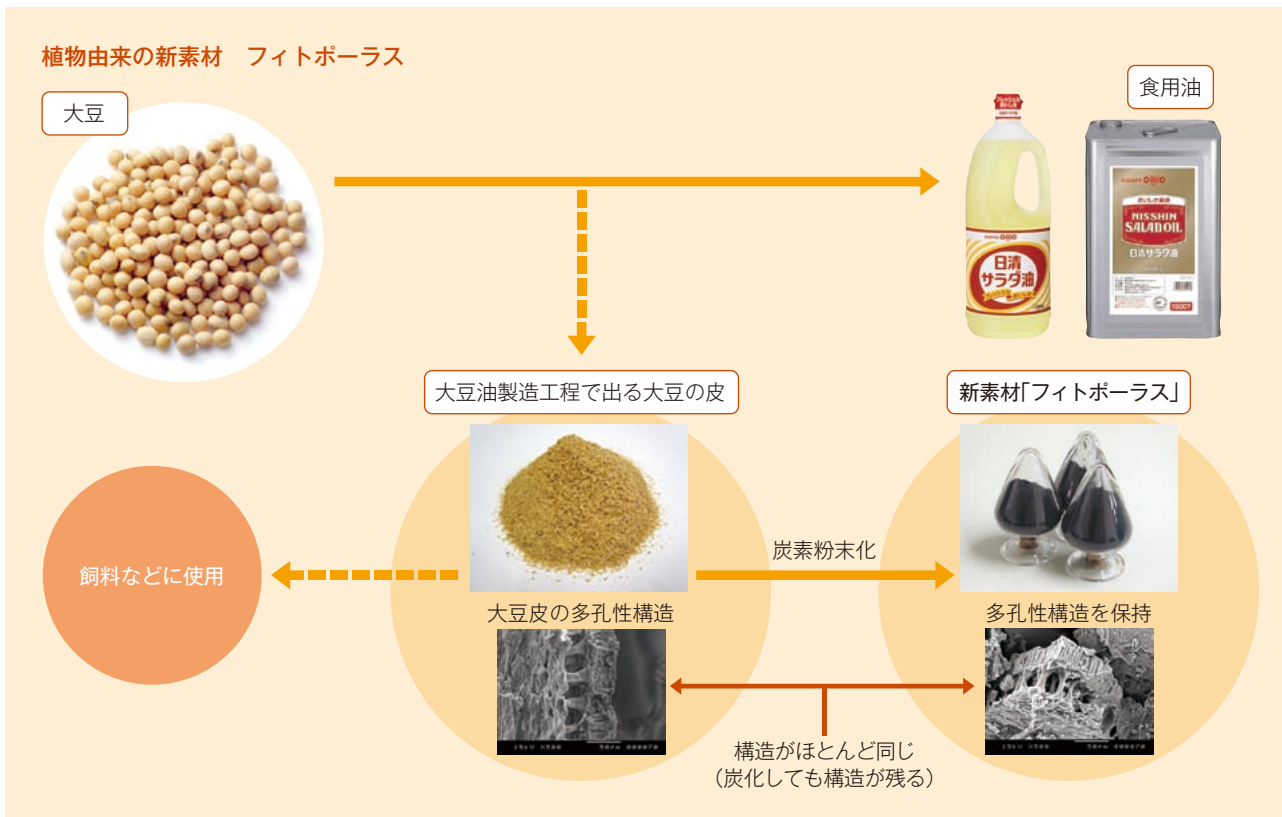 植物由来の新素材　フィトポーラス
大豆
食用油
日清
サラダ油
NISSHIN
SALAD OIL
日清サラダ油
大豆油製造工程で出る大豆の皮
新素材｢フィトポーラス｣
飼料などに使用
炭素粉末化
大豆皮の多孔性構造
多孔性構造を保持
15kV X500 50μm 000070
構造がほとんど同じ
（炭化しても構造が残る）